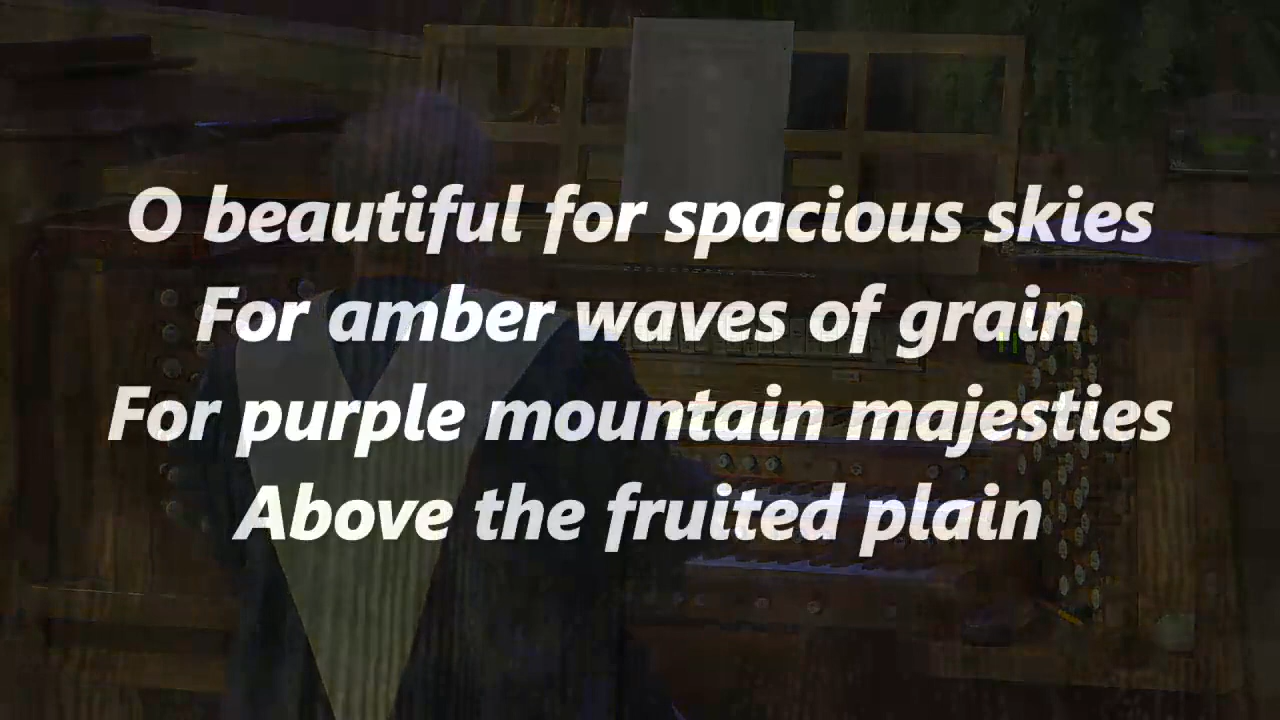 O beautiful for spacious skies
For amber waves of grain
For purple mountain majesties
Above the fruited plain